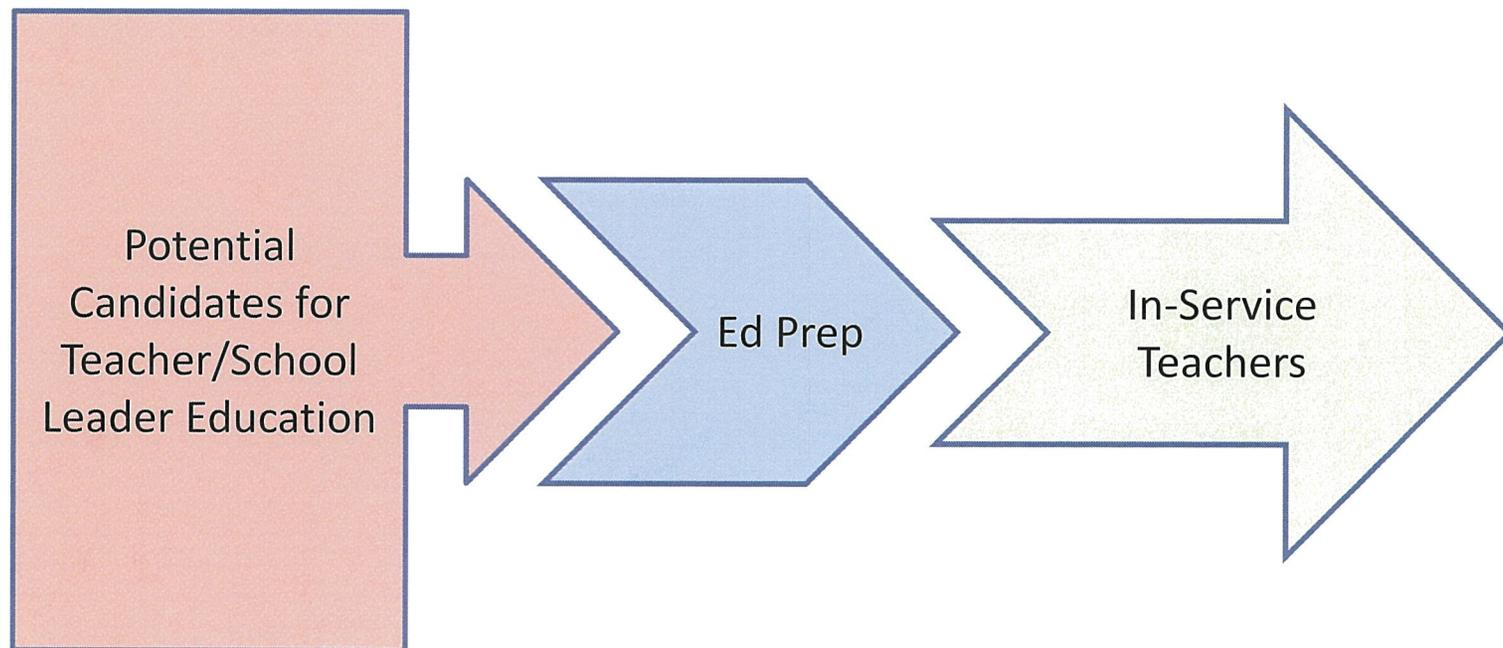 Potential
Candidates for
Teacher/School
Leader Education
Ed Prep
In-Service
Teachers